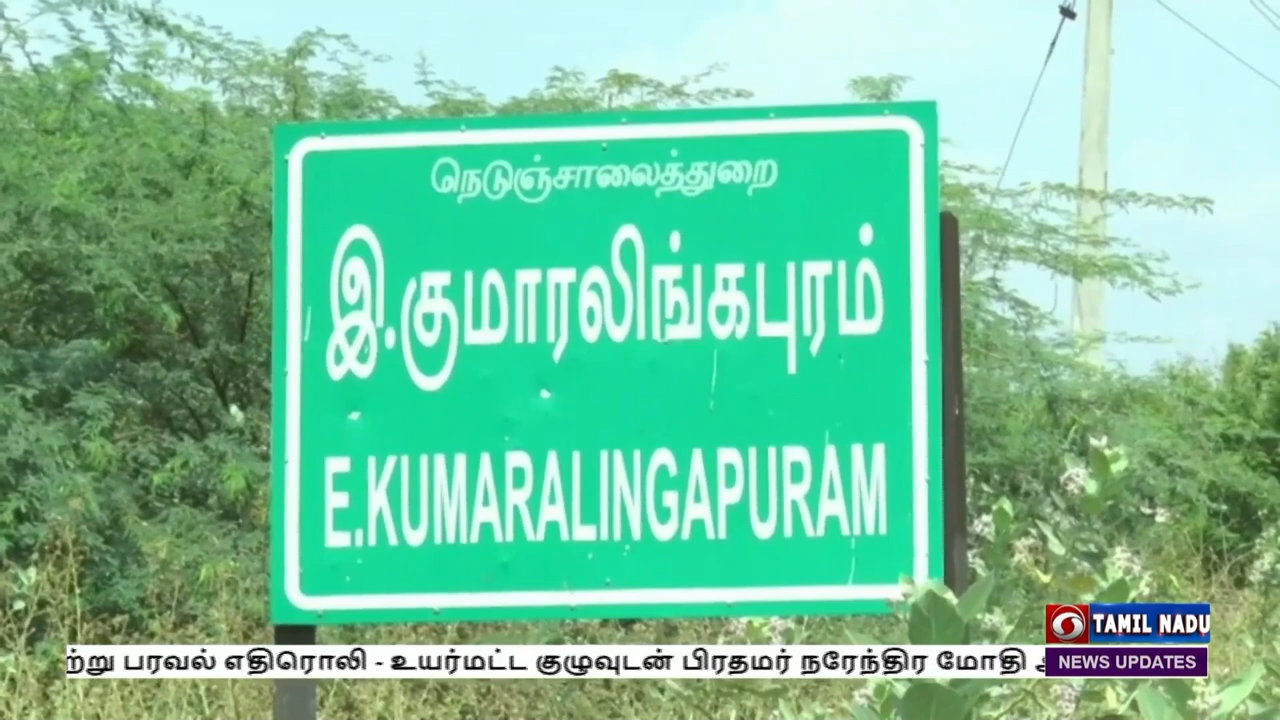 நெடுஞ்சாலைத்துறை
இ.குமாரலிங்கபுரம்
E.KUMARALINGAPURAM
TAMIL NADU
NEWS UPDATES
ற்று பரவல் எதிரொலி - உயர்மட்ட குழுவுடன் பிரதமர் நரேந்திர மோதி